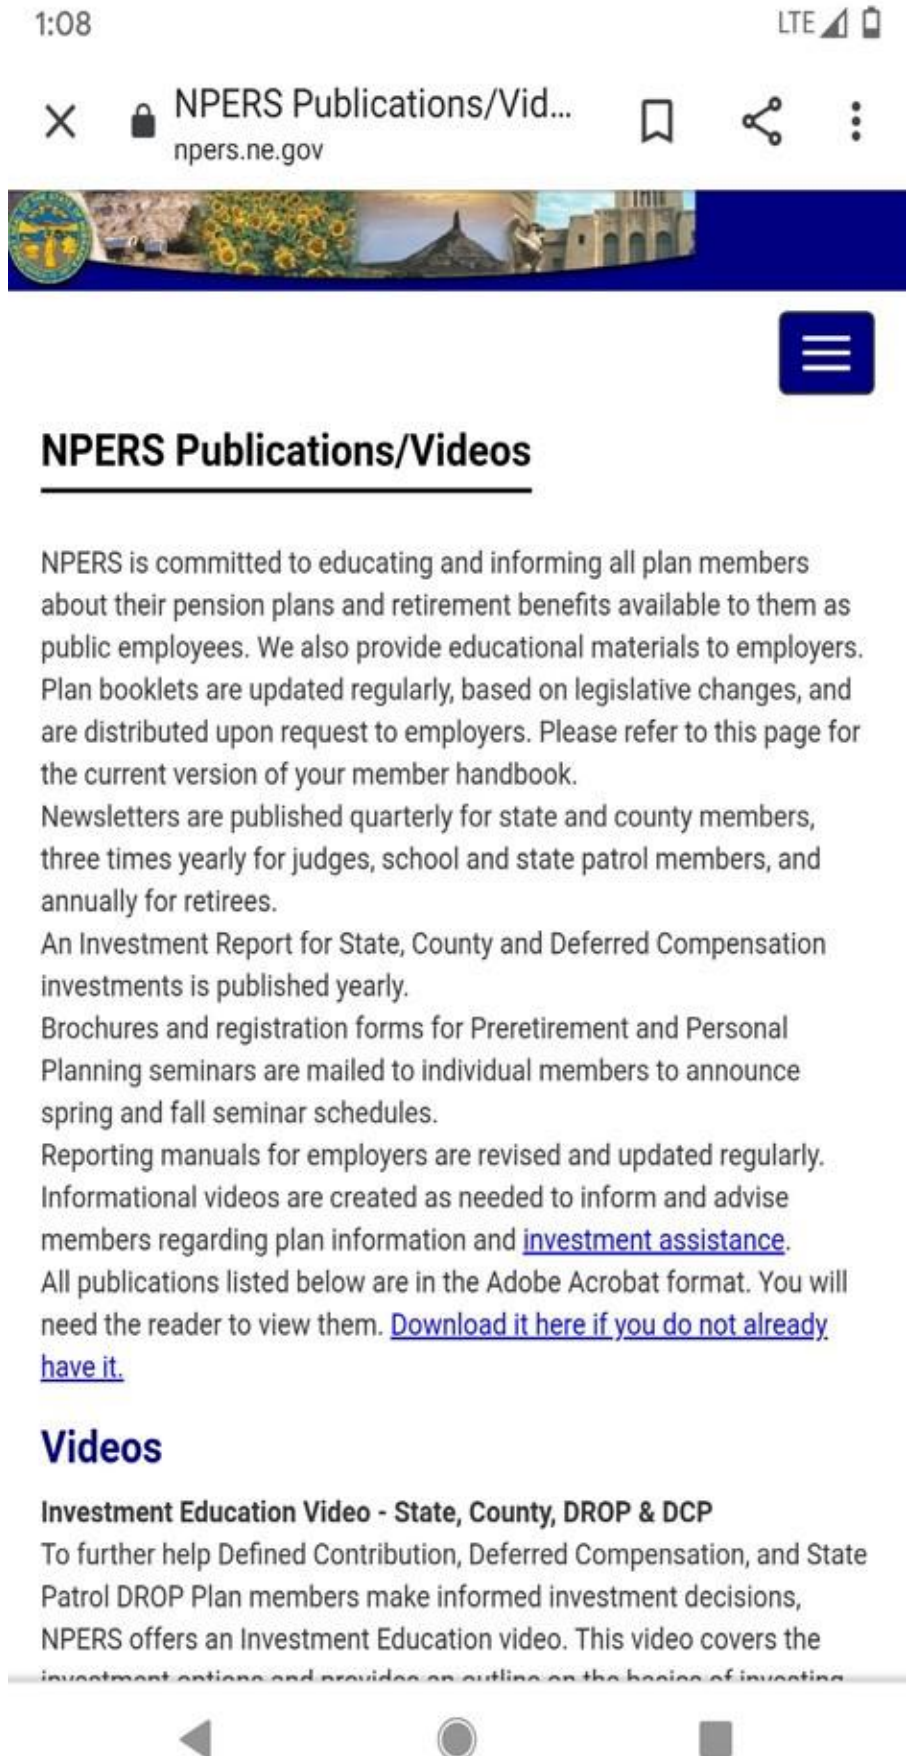 1:08
LTE
NPERS Publications/Vid...
npers.ne.gov
NPERS Publications/Videos
NPERS is committed to educating and informing all plan members
about their pension plans and retirement benefits available to them as
public employees. We also provide educational materials to employers.
Plan booklets are updated regularly, based on legislative changes, and
are distributed upon request to employers. Please refer to this page for
the current version of your member handbook.
Newsletters are published quarterly for state and county members,
three times yearly for judges, school and state patrol members, and
annually for retirees.
An Investment Report for State, County and Deferred Compensation
investments is published yearly.
Brochures and registration forms for Preretirement and Personal
Planning seminars are mailed to individual members to announce
spring and fall seminar schedules.
Reporting manuals for employers are revised and updated regularly.
Informational videos are created as needed to inform and advise
members regarding plan information and investment assistance.
All publications listed below are in the Adobe Acrobat format. You will
need the reader to view them. Download it here if you do not already
have it.
Videos
Investment Education Video - State, County, DROP & DCP
To further help Defined Contribution, Deferred Compensation, and State
Patrol DROP Plan members make informed investment decisions,
NPERS offers an Investment Education video. This video covers the
investment options and provides an outline on the basics of investing